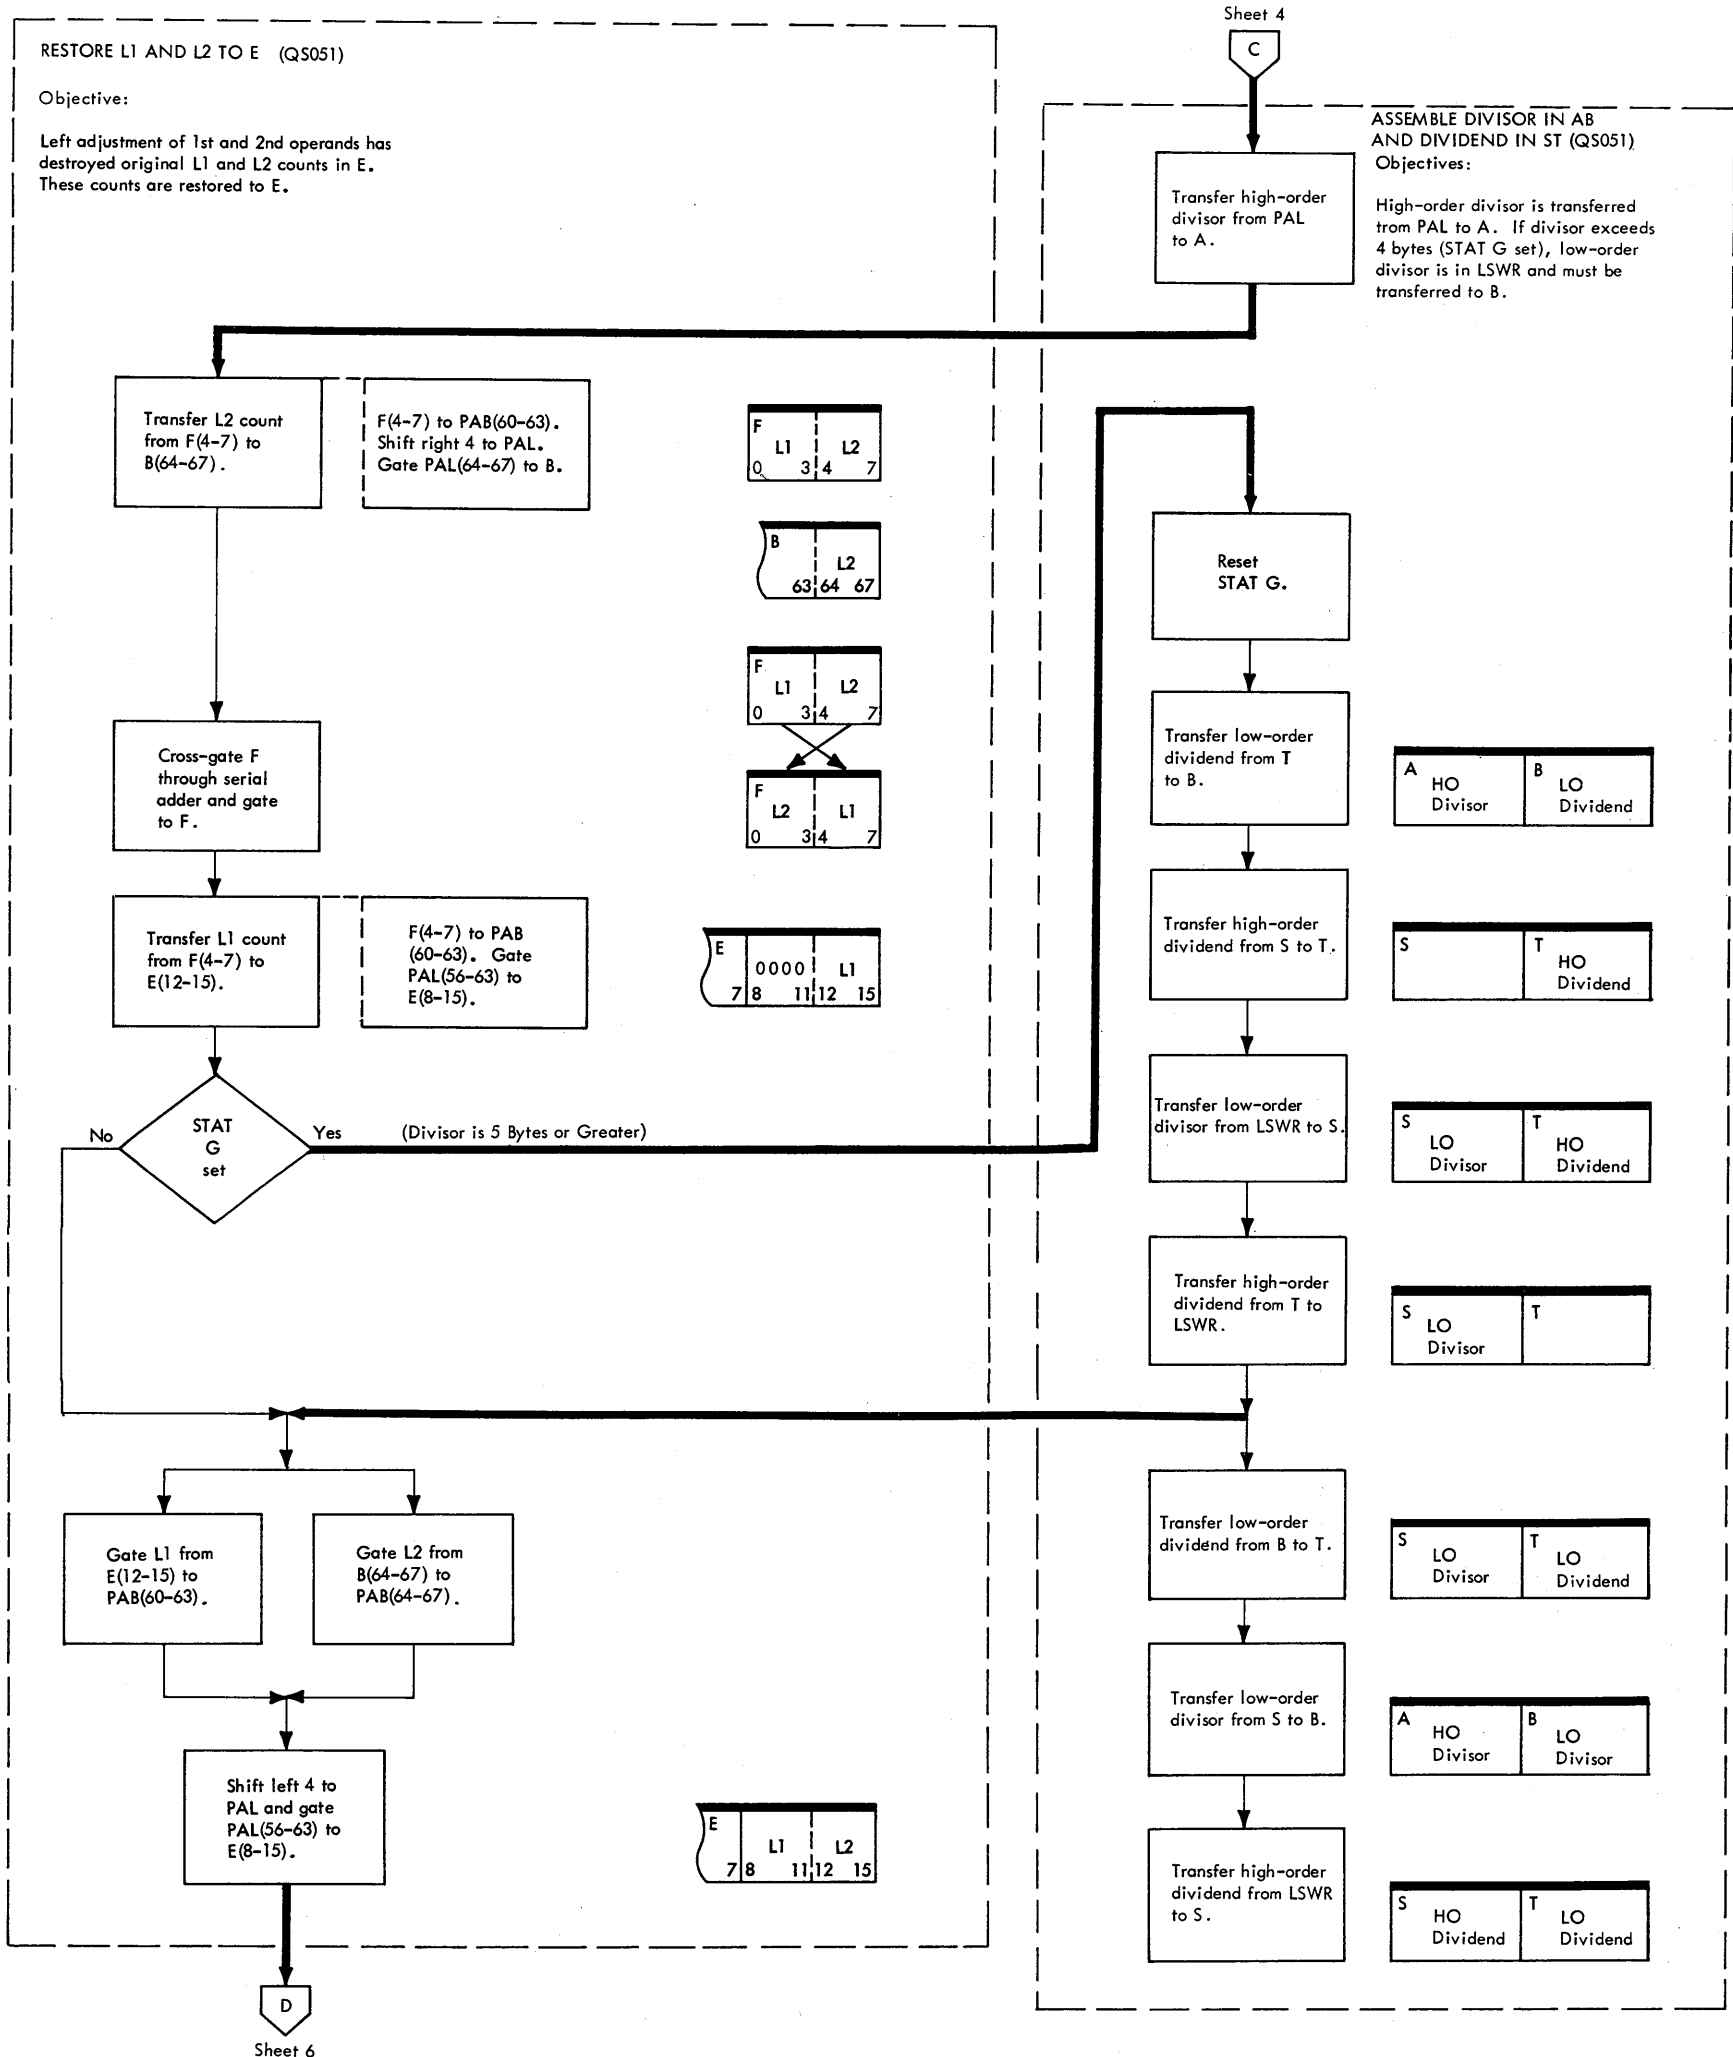 Sheet 4
C
RESTORE L1 AND L2 TO E (QS051)
Objective:
Left adjustment of 1st and 2nd operands has
destroyed original L1 and L2 counts in E.
These counts are restored to E.
ASSEMBLE DIVISOR IN AB
AND DIVIDEND IN ST (QS051)
Objectives:
High-order divisor is transferred
trom PAL to A. If divisor exceeds
4 bytes (STAT G set), low-order
divisor is in LSWR and must be
transferred to B.
Transfer high-order
divisor from PAL
to A.
Transfer L2 count
from F(4-7) to
B(64-67).
F(4-7) to PAB(60-63).
Shift right 4 to PAL.
Gate PAL(64-67) to B.
F
L1 L2
0 3 4 7
B
L2
63 64 67
F
L1 L2
0 3 4 7
F
L2 L1
0 3 4 7
Cross-gate F
through serial
adder and gate
to F.
Transfer L1 count
from F(4-7) to
E(12-15).
F(4-7) to PAB
(60-63). Gate
PAL(56-63) to
E(8-15).
E
0000 L1
7 8 11 12 15
STAT
G
set
No
Yes
(Divisor is 5 Bytes or Greater)
Reset
STAT G.
Transfer low-order
dividend from T
to B.
A B
HO LO
Divisor Dividend
Transfer high-order
dividend from S to T.
S T
HO
Dividend
Transfer low-order
divisor from LSWR to S.
S T
LO HO
Divisor Dividend
Transfer high-order
dividend from T to
LSWR.
S T
LO
Divisor
Gate L1 from
E(12-15) to
PAB(60-63).
Gate L2 from
B(64-67) to
PAB(64-67).
Shift left 4 to
PAL and gate
PAL(56-63) to
E(8-15).
E
L1 L2
7 8 11 12 15
Transfer low-order
dividend from B to T.
S T
LO LO
Divisor Dividend
Transfer low-order
divisor from S to B.
A B
HO LO
Divisor Divisor
Transfer high-order
dividend from LSWR
to S.
S T
HO LO
Dividend Dividend
D
Sheet 6